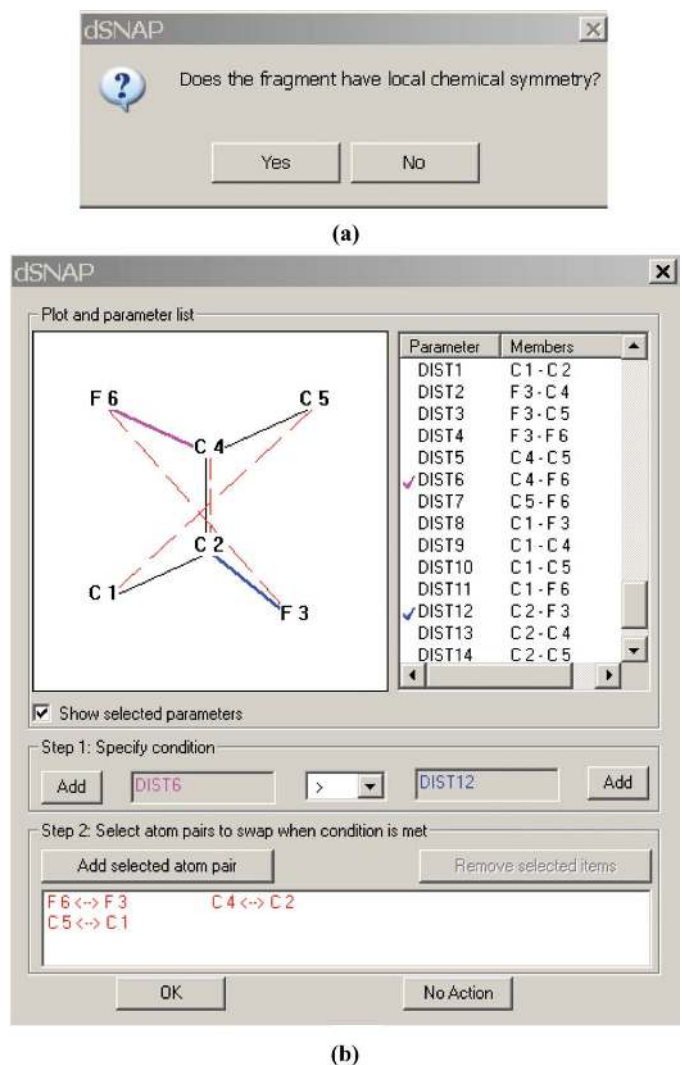 dSNAP
Does the fragment have local chemical symmetry?
Yes No
(a)
dSNAP
Plot and parameter list
F 6 C 5
C 4
C 2
C 1
F 3
Parameter Members
DIST1 C 1 - C 2
DIST2 F 3 - C 4
DIST3 F 3 - C 5
DIST4 F 3 - F 6
DIST5 C 4 - C 5
DIST6 C 4 - F 6
DIST7 C 5 - F 6
DIST8 C 1 - F 3
DIST9 C 1 - C 4
DIST10 C 1 - C 5
DIST11 C 1 - F 6
DIST12 C 2 - F 3
DIST13 C 2 - C 4
DIST14 C 2 - C 5
Show selected parameters
Step 1: Specify condition
Add DIST6 > DIST12 Add
Step 2: Select atom pairs to swap when condition is met
Add selected atom pair Remove selected items
F 6 <--> F 3 C 4 <--> C 2
C 5 <--> C 1
OK No Action
(b)